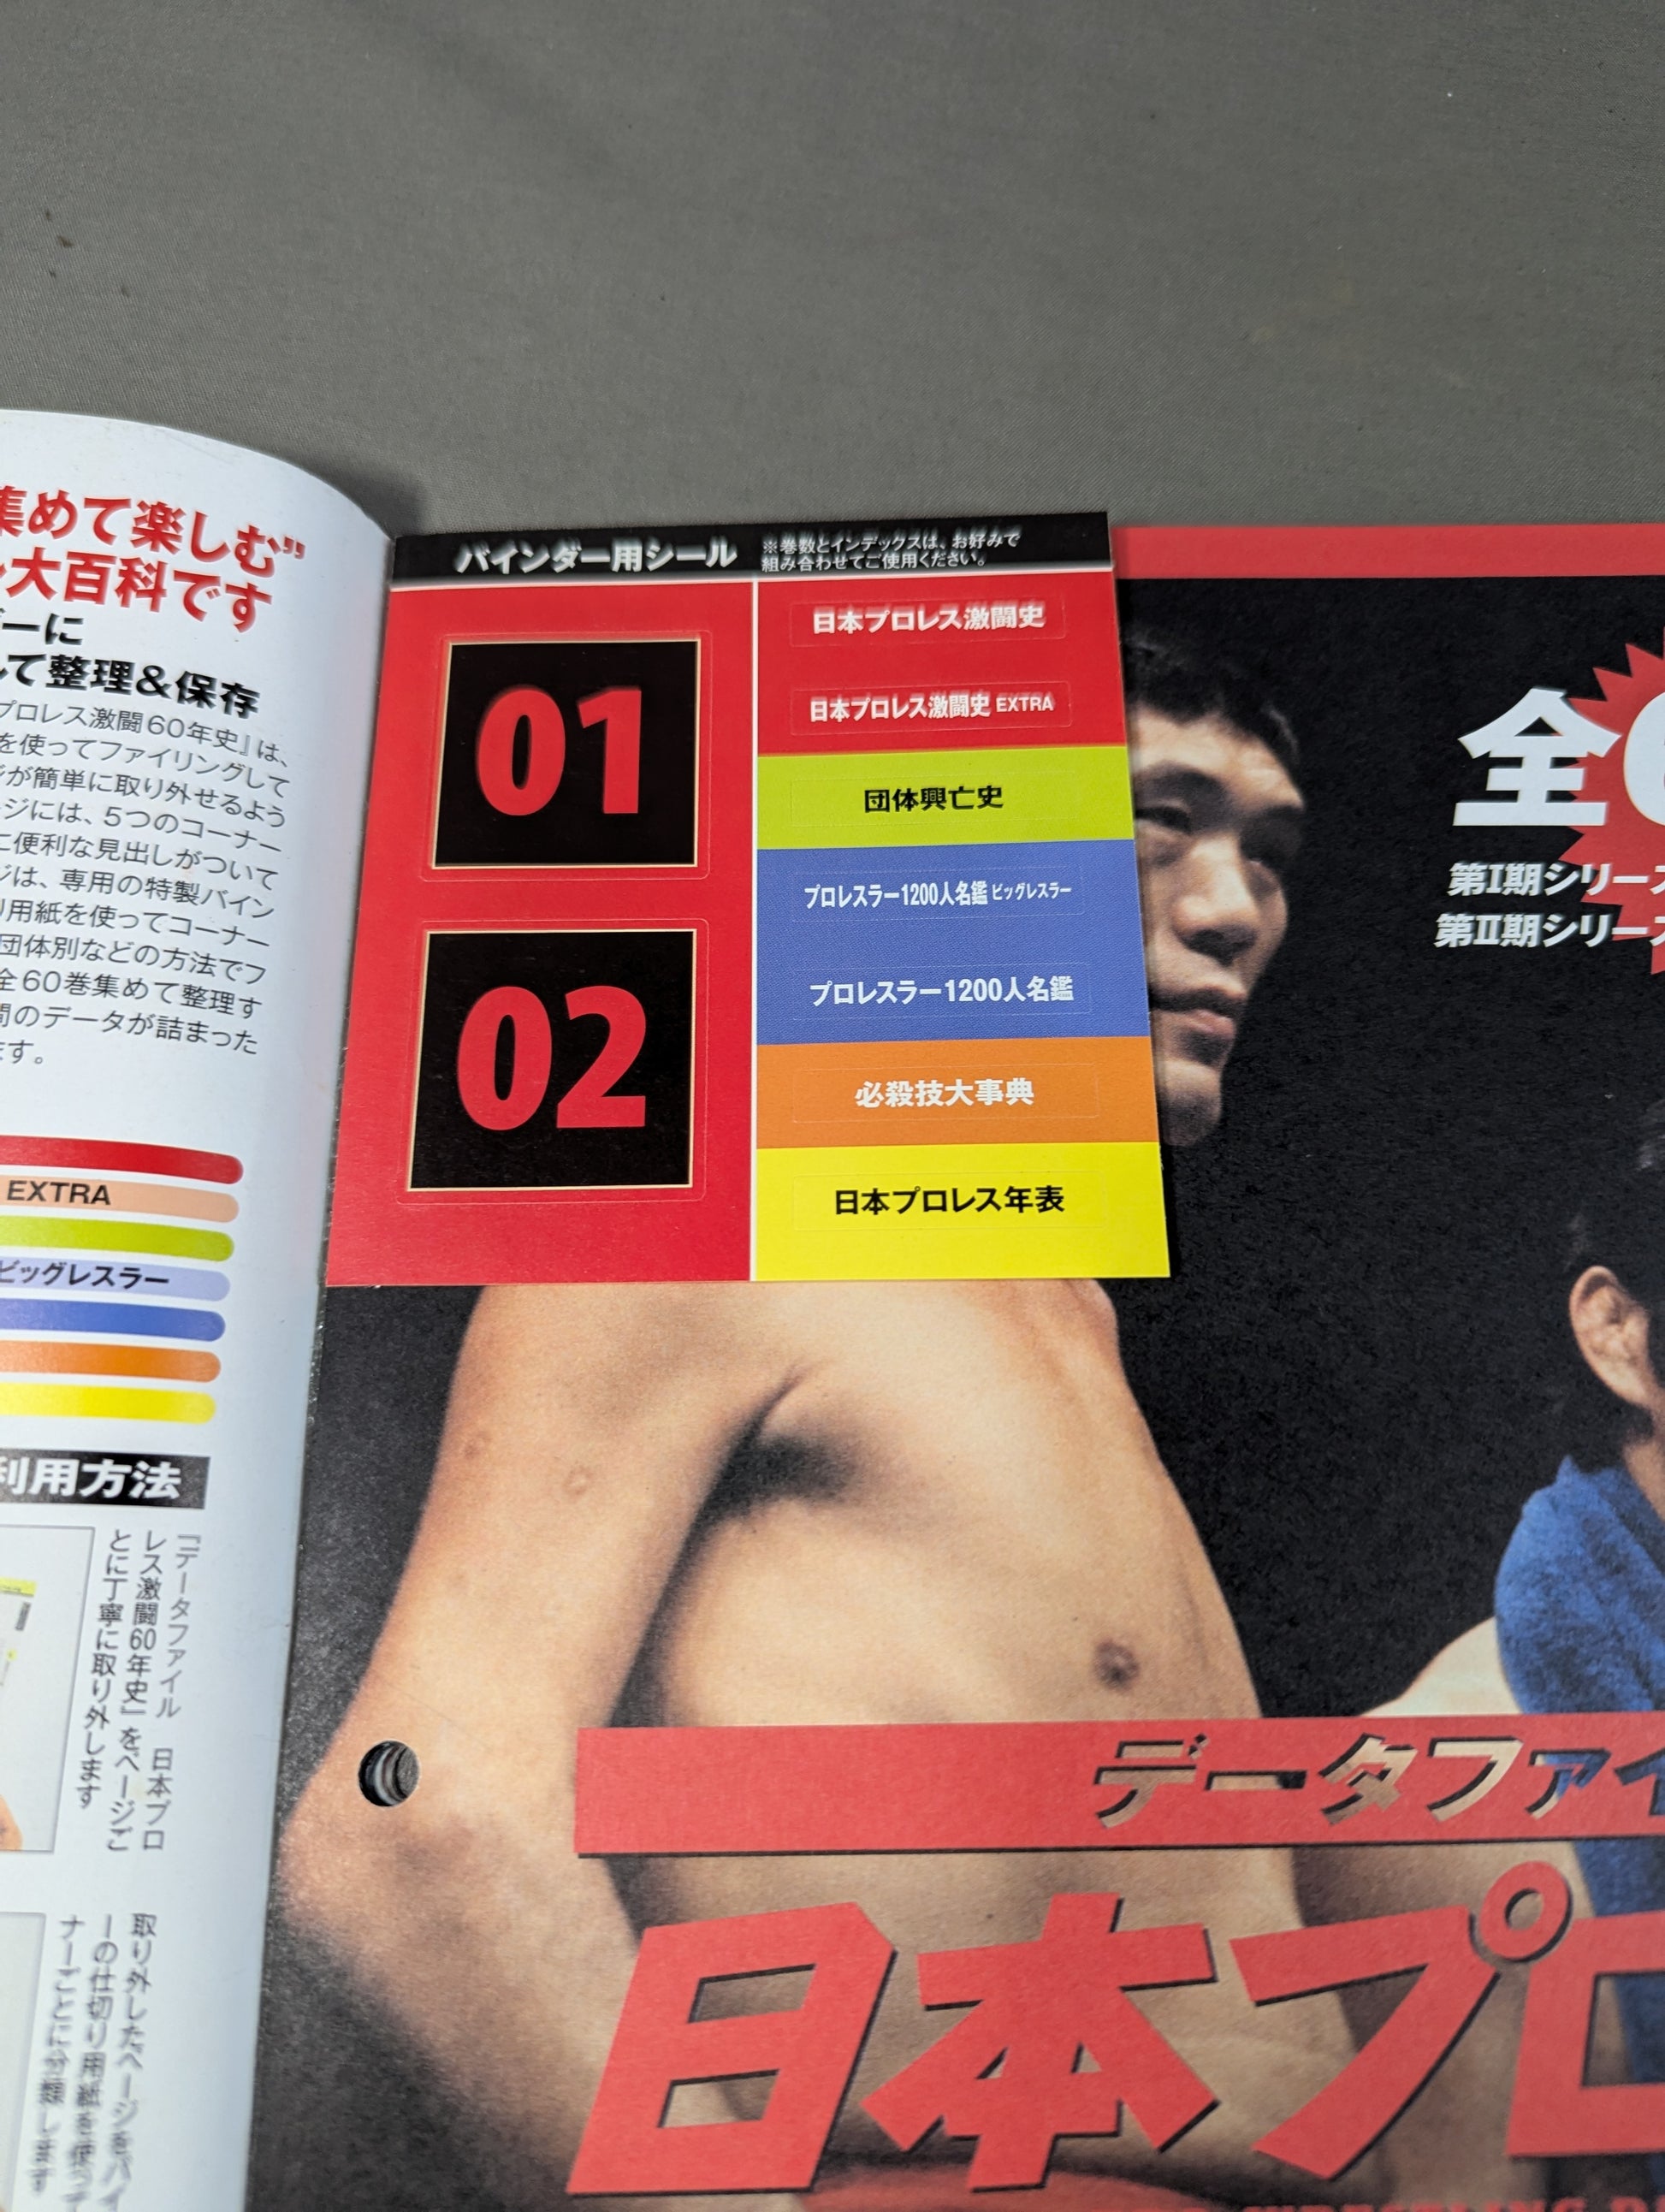 集めて楽しむ”
大百科です
ーに
て整理&保存
プロレス激闘60年史』は、
を使ってファイリングして
が簡単に取り外せるよう
ージには、5つのコーナー
に便利な見出しがついて
ジは、専用の特製バイン
り用紙を使ってコーナー
団体別などの方法でフ
全60巻集めて整理す
間のデータが詰まった
ます。
EXTRA
ビッグレスラー
利用方法
『データファイル 日本プロ
レス激闘60年史』をページご
とに丁寧に取り外します
取り外したページをバイ
ーの仕切り用紙を使って
ナーごとに分類します
バインダー用シール
※巻数とインデックスは、お好みで
組み合わせてご使用ください。
01
02
日本プロレス激闘史
日本プロレス激闘史 EXTRA
団体興亡史
プロレスラー1200人名鑑 ビッグレスラー
プロレスラー1200人名鑑
必殺技大事典
日本プロレス年表
全6
第Ⅰ期シリース
第Ⅱ期シリース
データファイ
日本プロ